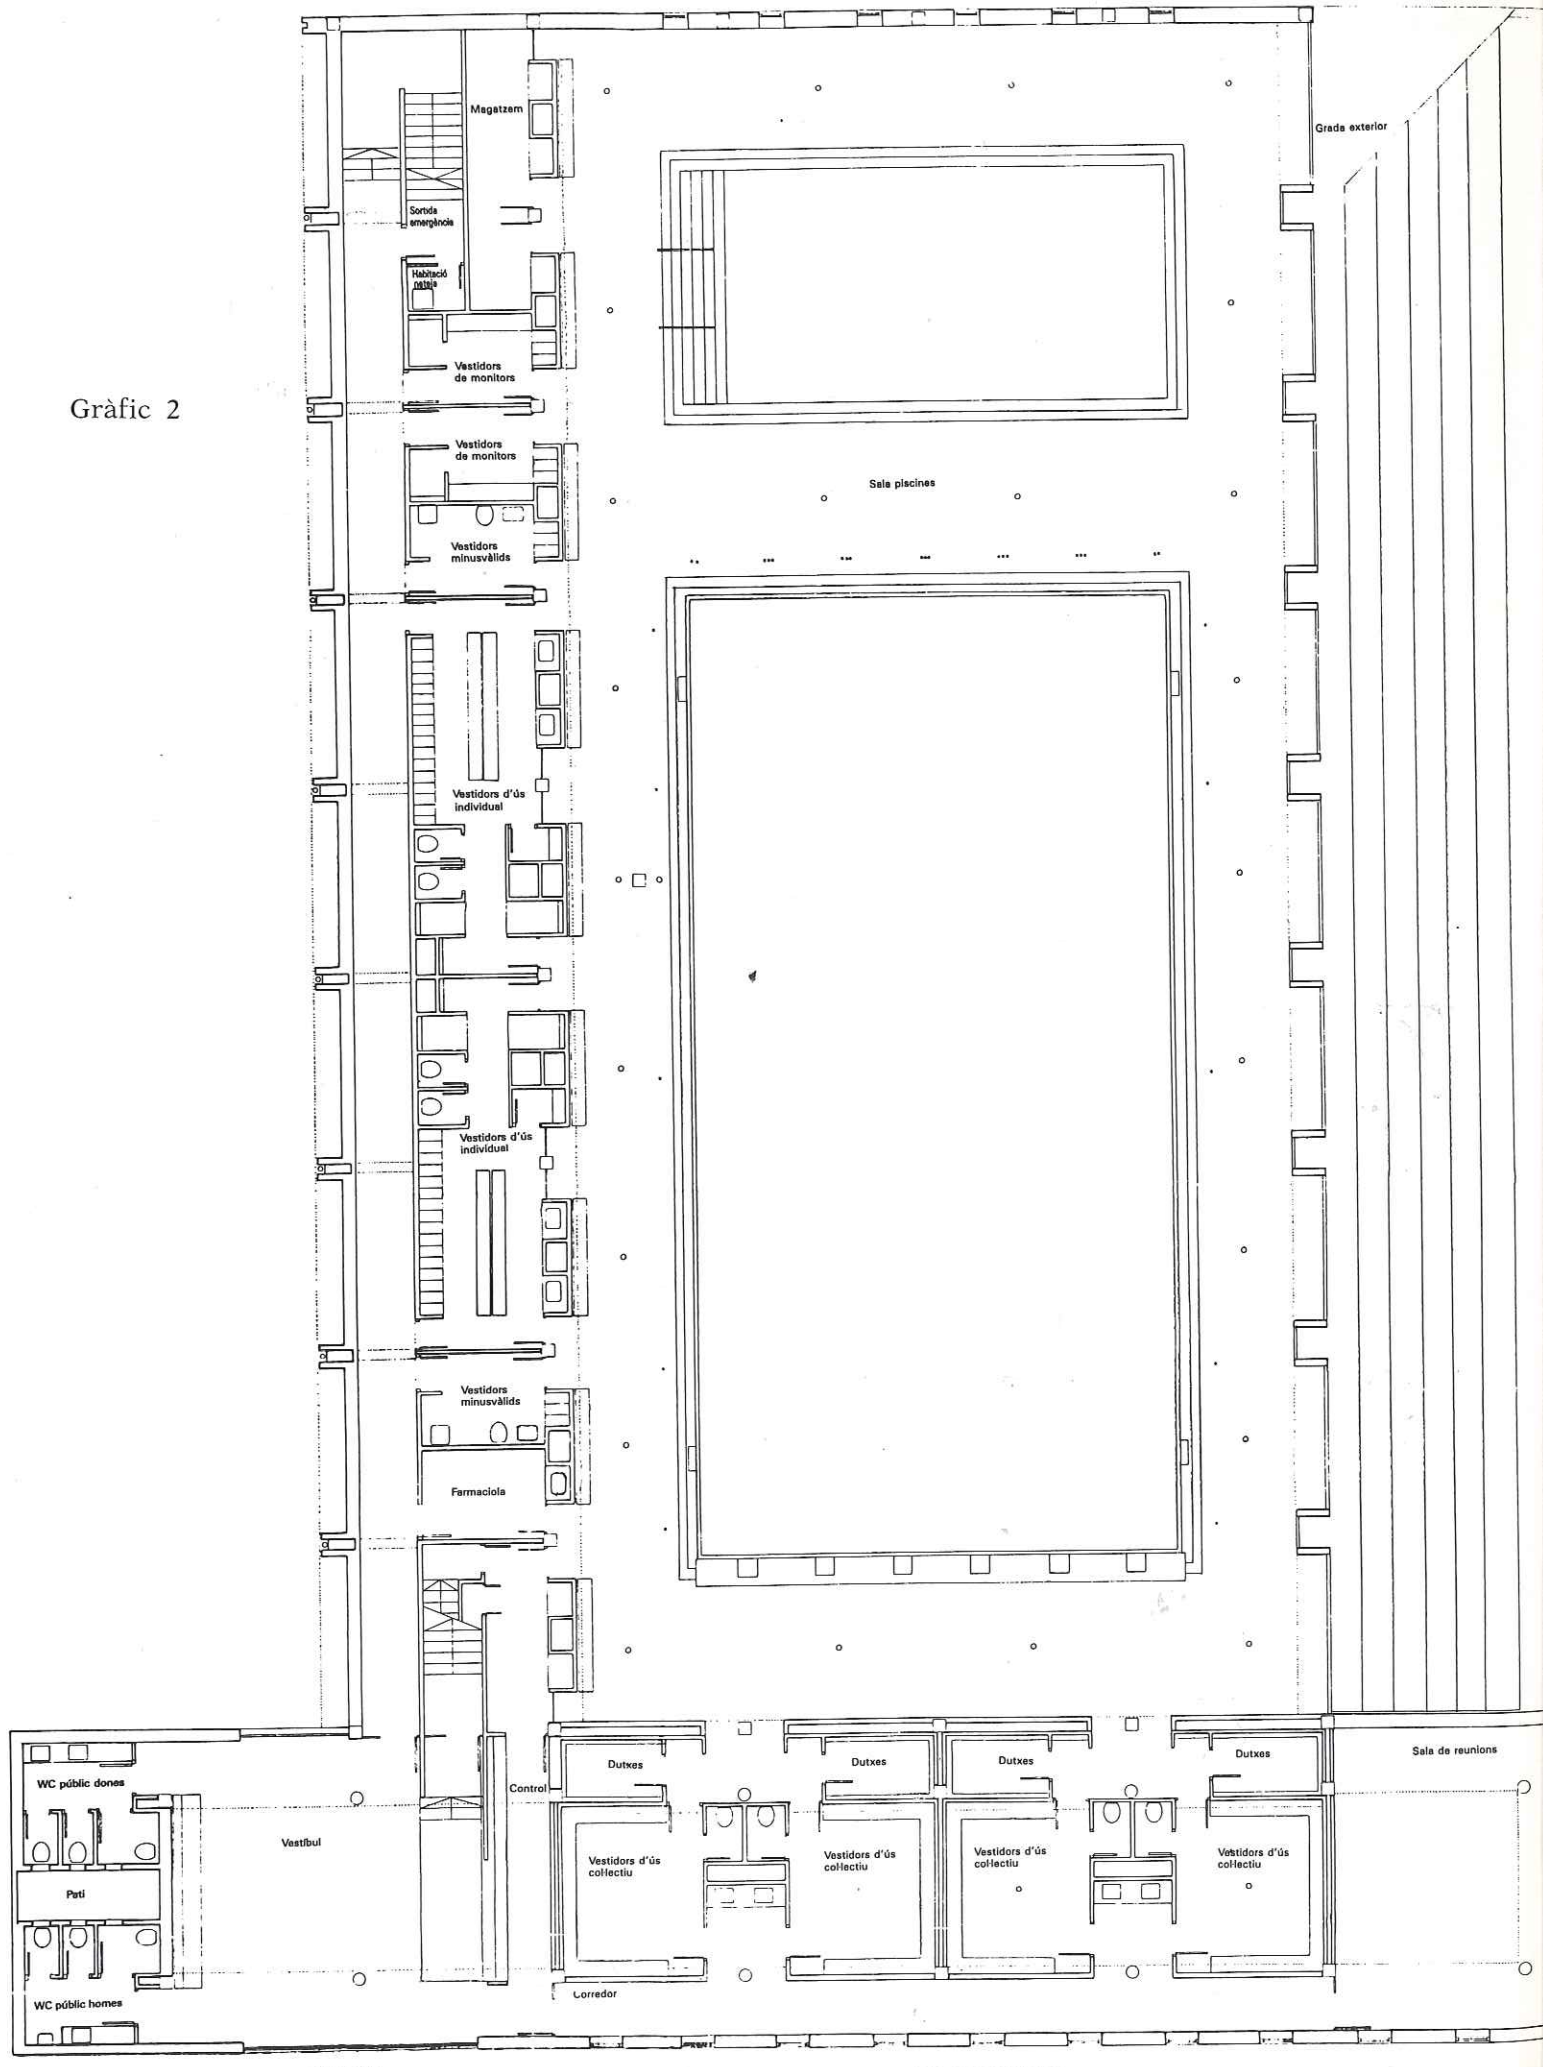 Magatzem
Grada exterior
Sortida
emergència
Habitació
neteja
Vestidors
de monitors
Gràfic 2
Vestidors
de monitors
Sala piscines
Vestidors
minusvàlids
Vestidors d'ús
individual
Vestidors d'ús
individual
Vestidors
minusvàlids
Farmaciola
Dutxes
Dutxes
Dutxes
Dutxes
Sala de reunions
WC públic dones
Control
Vestíbul
Vestidors d'ús
col·lectiu
Vestidors d'ús
col·lectiu
Vestidors d'ús
col·lectiu
Vestidors d'ús
col·lectiu
Pati
WC públic homes
Corredor